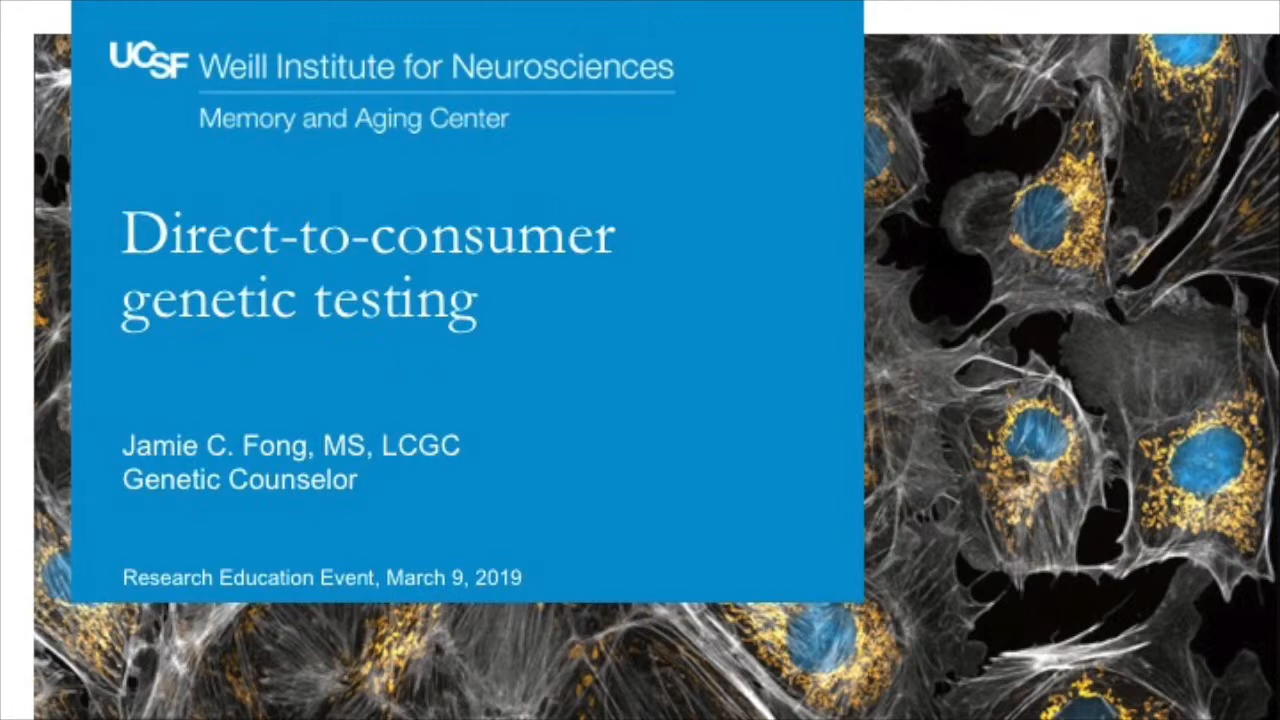 UCSF Weill Institute for Neurosciences
Memory and Aging Center
Direct-to-consumer
genetic testing
Jamie C. Fong, MS, LCGC
Genetic Counselor
Research Education Event, March 9, 2019